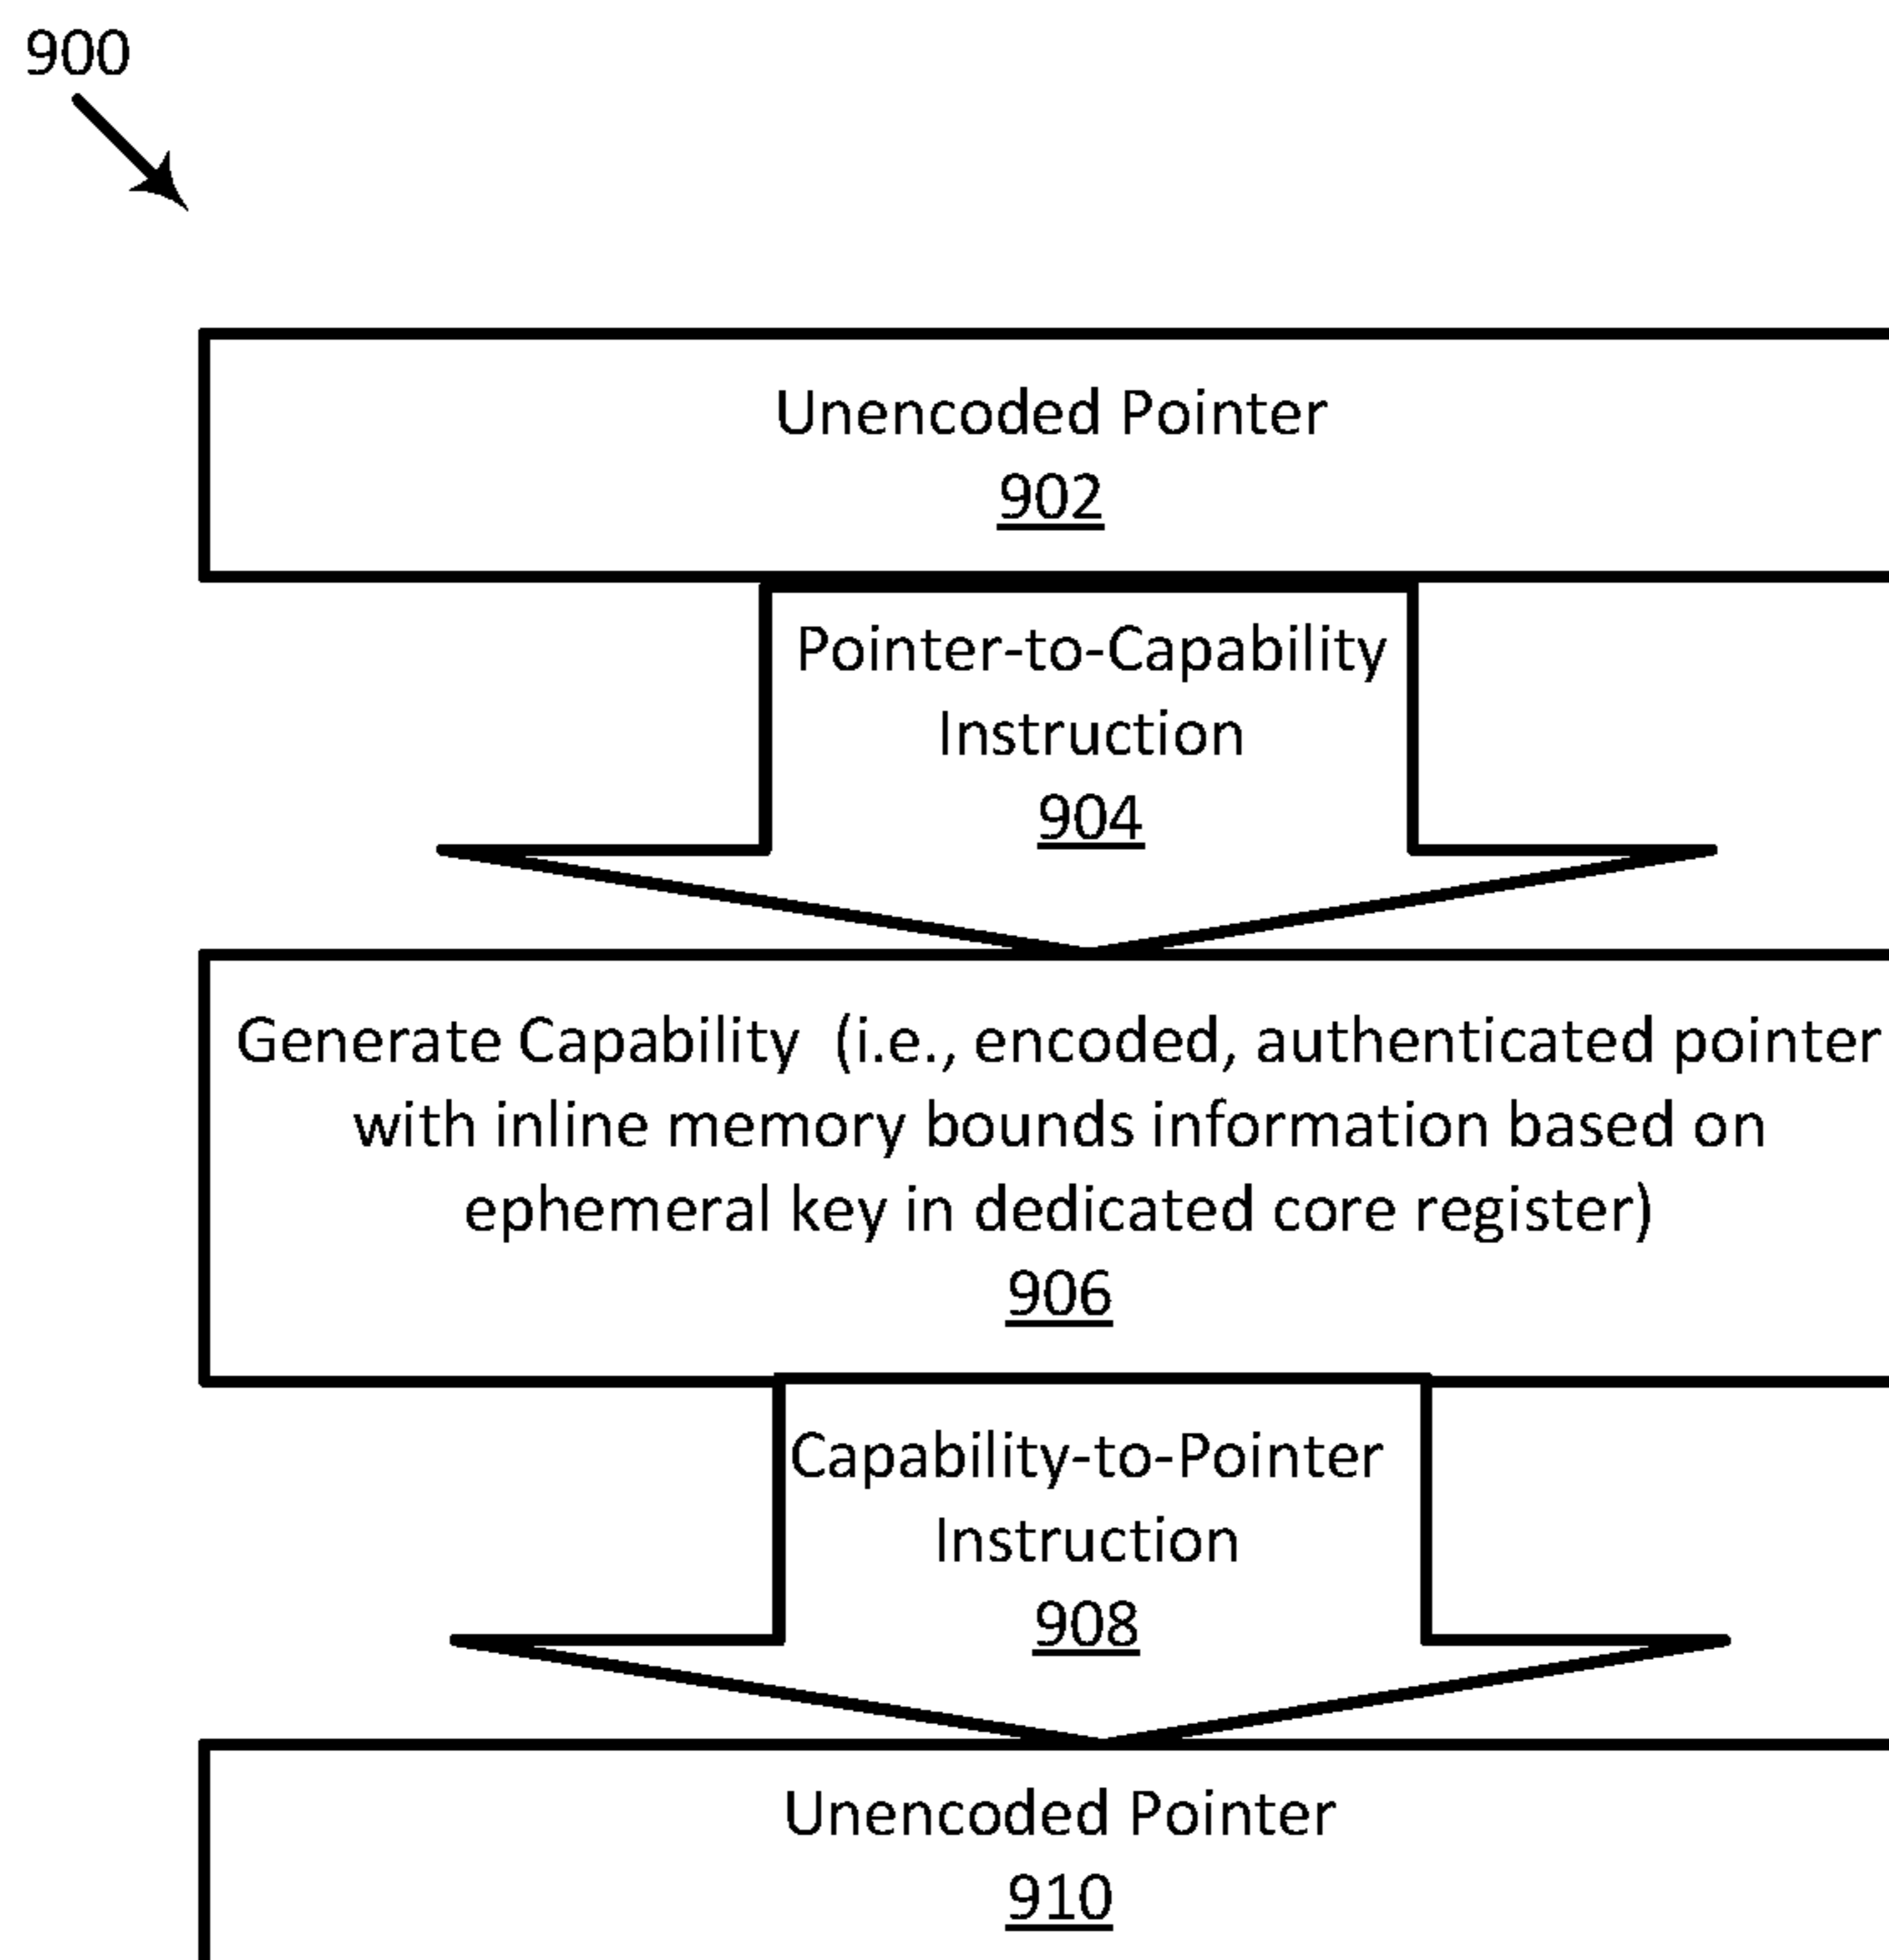 900
Unencoded Pointer
902
Pointer-to-Capability
Instruction
904
Generate Capability (i.e., encoded, authenticated pointer
with inline memory bounds information based on
ephemeral key in dedicated core register)
906
Capability-to-Pointer
Instruction
908
Unencoded Pointer
910